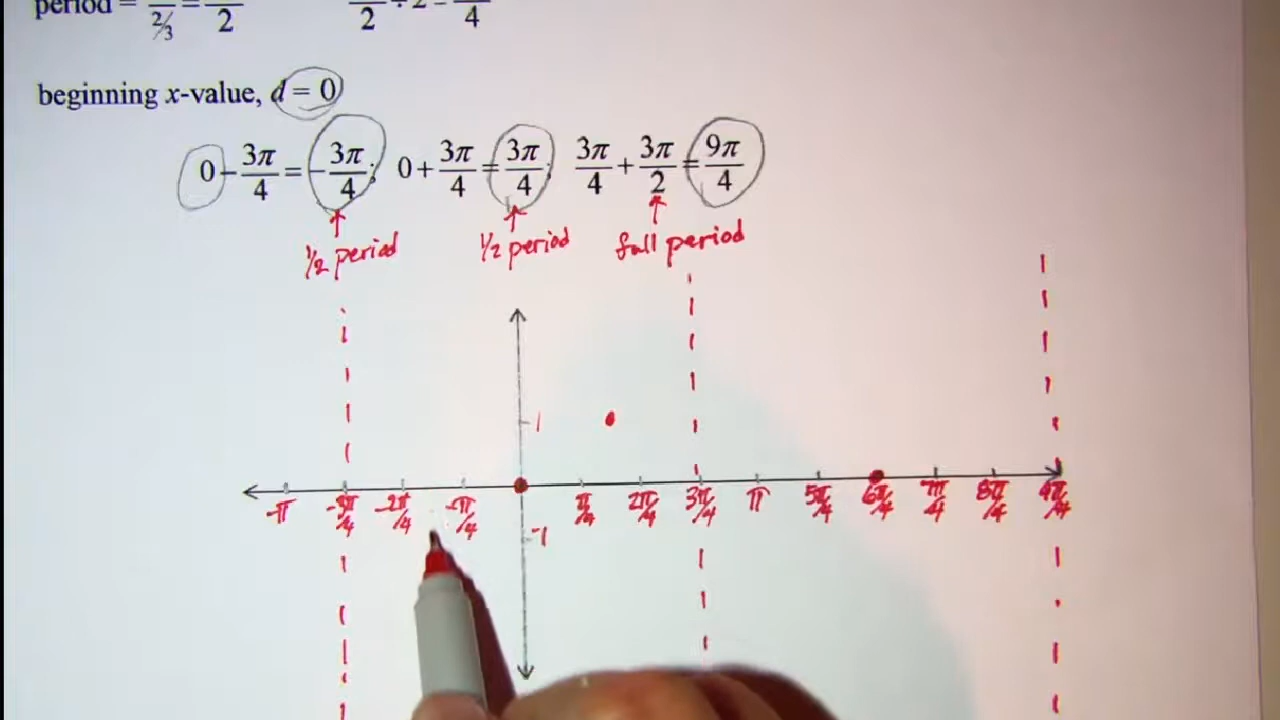 period = 2/3 = 2 2 ÷ 2 = 4
beginning x-value, d = 0
0 − 3π/4 = −3π/4; 0 + 3π/4 = 3π/4; 3π/4 + 3π/2 = 9π/4
1/2 period 1/2 period full period
1
-π -3π/4 -2π/4 -π/4 π/4 2π/4 3π/4 π 5π/4 6π/4 7π/4 8π/4 9π/4
-1